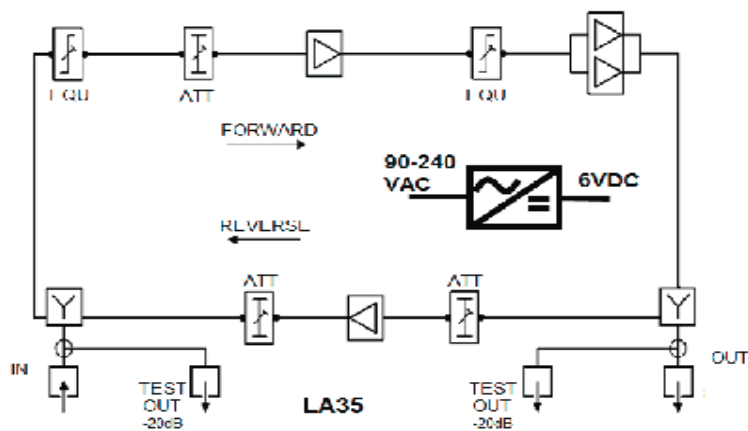 EQU
ATT
EQU
FORWARD
90-240
VAC
6VDC
REVERSE
ATT
ATT
IN
TEST
OUT
-20dB
LA35
TEST
OUT
-20dB
OUT